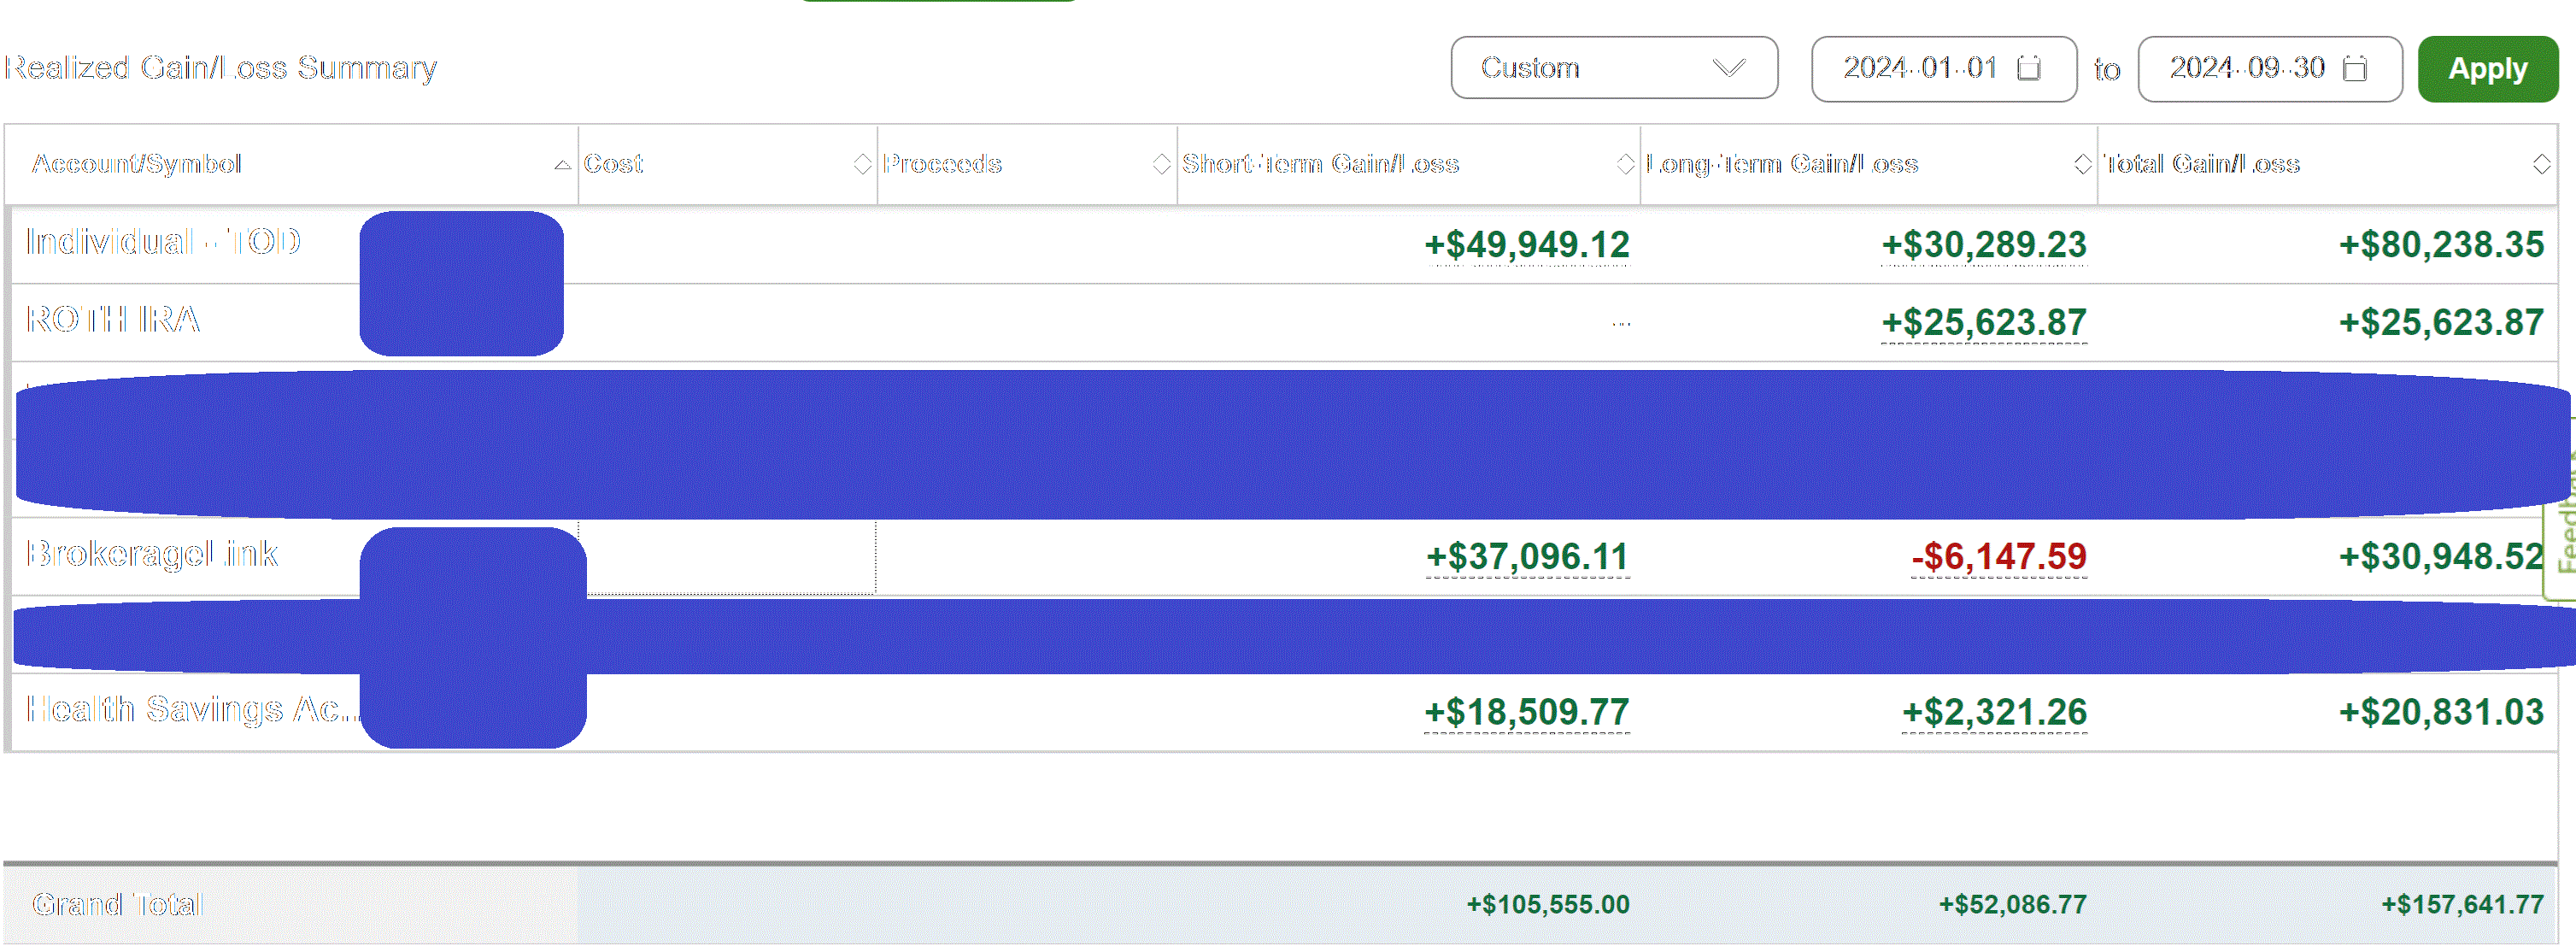 Realized Gain/Loss Summary Custom 2024-01-01 to 2024-09-30 Apply
Account/Symbol Cost Proceeds Short-Term Gain/Loss Long-Term Gain/Loss Total Gain/Loss
Individual - TOD +$49,949.12 +$30,289.23 +$80,238.35
ROTH IRA -- +$25,623.87 +$25,623.87
BrokerageLink +$37,096.11 -$6,147.59 +$30,948.52
Health Savings Ac... +$18,509.77 +$2,321.26 +$20,831.03
Grand Total +$105,555.00 +$52,086.77 +$157,641.77